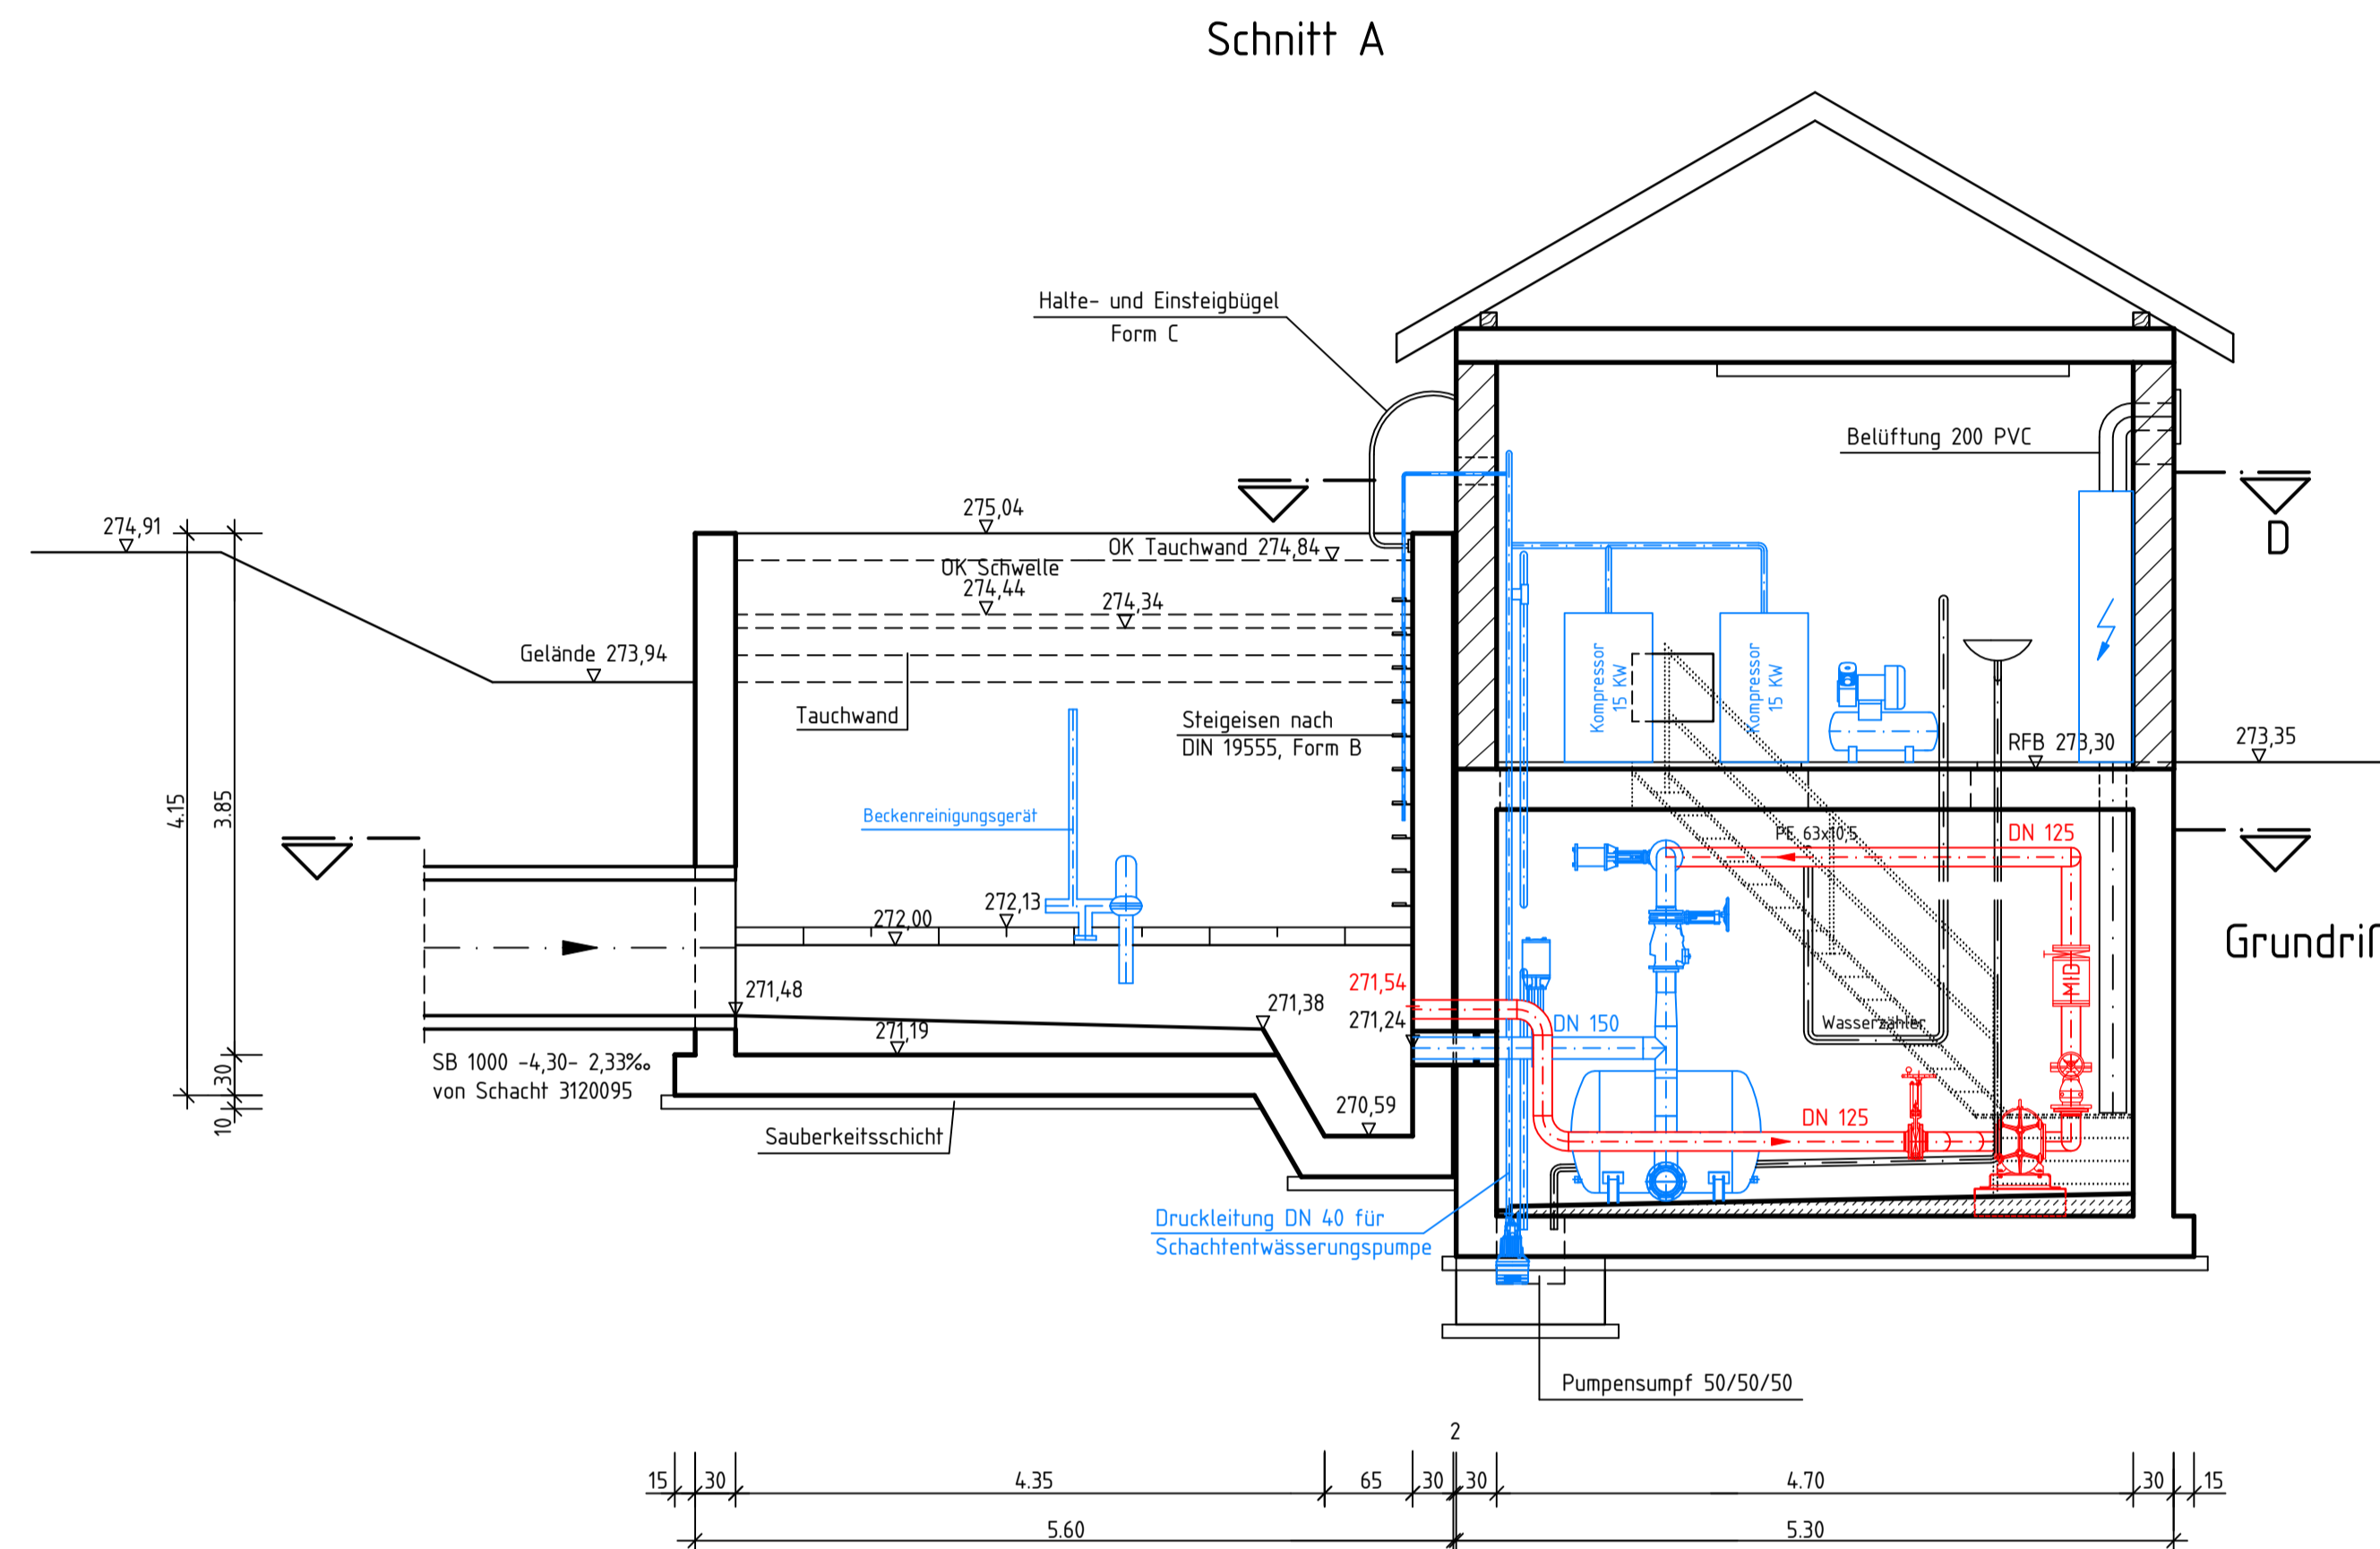 Schnitt A
Halte- und Einsteigbügel
Form C
Belüftung 200 PVC
274,91
275,04
OK Tauchwand 274,84
OK Schwelle
274,44
274,34
D
Gelände 273,94
Tauchwand
Steigeisen nach
DIN 19555, Form B
Kompressor
15 KW
Kompressor
15 KW
RFB 273,30
273,35
4.15
3.85
Beckenreinigungsgerät
PE 63x10,5
DN 125
272,13
272,00
271,48
271,54
271,38
271,24
271,19
DN 150
MID
Wasserzähler
Grundriß
SB 1000 -4,30- 2,33‰
von Schacht 3120095
30
10
270,59
DN 125
Sauberkeitsschicht
Druckleitung DN 40 für
Schachtentwässerungspumpe
Pumpensumpf 50/50/50
2
15
30
4.35
65
30
30
4.70
30
15
5.60
5.30